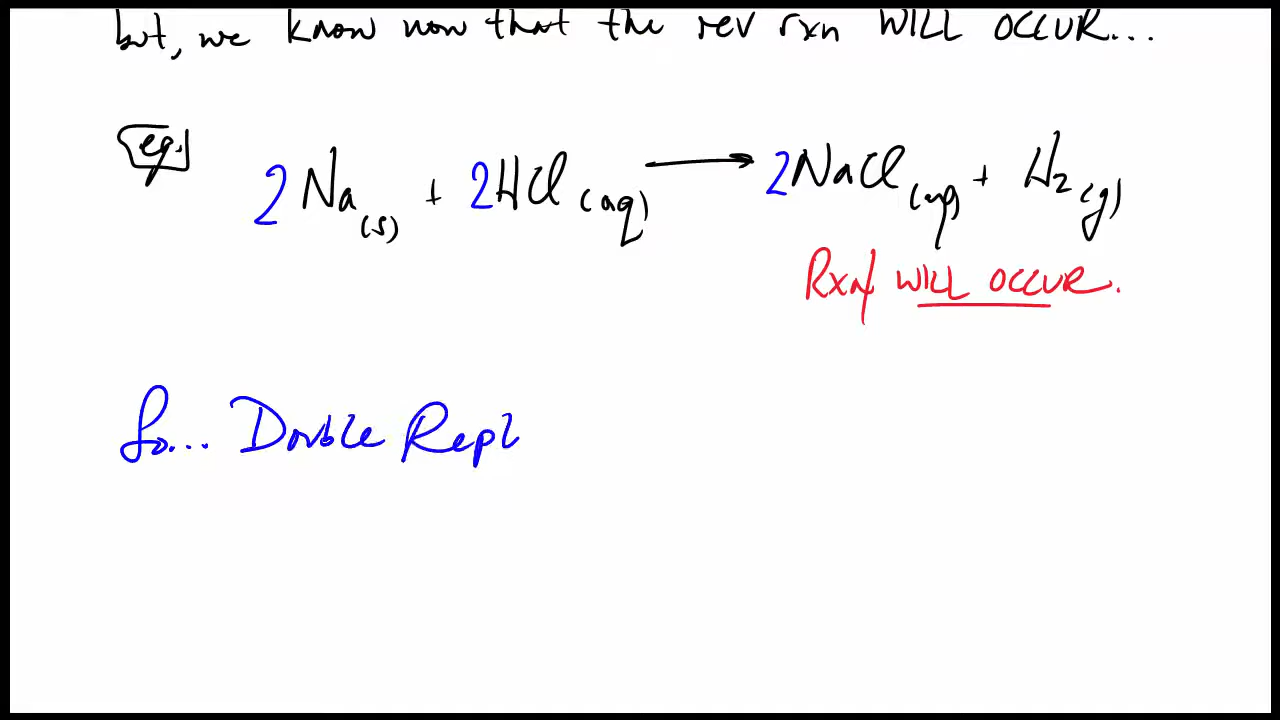 but, we know now that the rev rxn WILL OCCUR...
eg. 2Na(s) + 2HCl(aq) → 2NaCl(aq) + H₂(g)
Rxn WILL OCCUR.
So... Double Repl